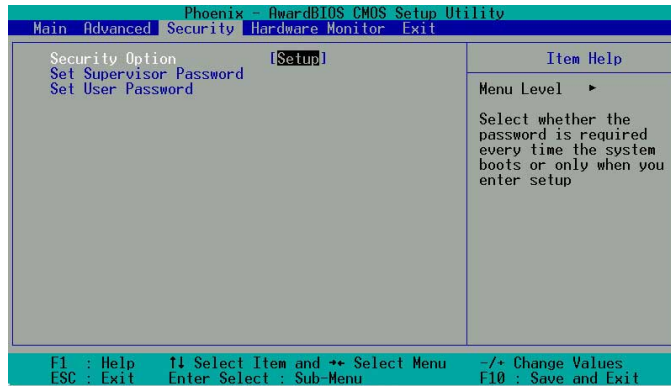 Phoenix - AwardBIOS CMOS Setup Utility
Main Advanced Security Hardware Monitor Exit
Security Option [Setup]
Set Supervisor Password
Set User Password
Item Help
Menu Level ▸
Select whether the
password is required
every time the system
boots or only when you
enter setup
F1 : Help ↑↓ Select Item and →← Select Menu -/+ Change Values
ESC : Exit Enter Select : Sub-Menu F10 : Save and Exit